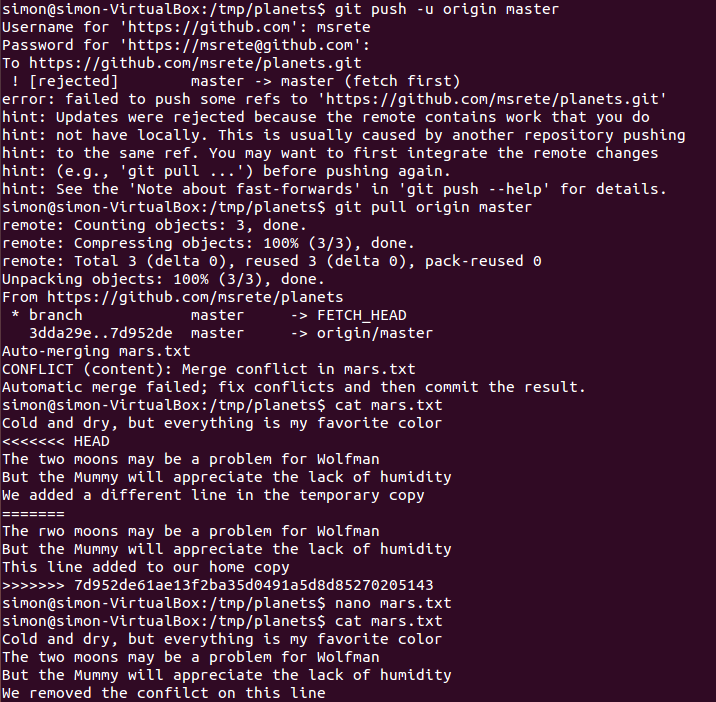 simon@simon-VirtualBox:/tmp/planets$ git push -u origin master
Username for 'https://github.com': msrete
Password for 'https://msrete@github.com':
To https://github.com/msrete/planets.git
 ! [rejected]        master -> master (fetch first)
error: failed to push some refs to 'https://github.com/msrete/planets.git'
hint: Updates were rejected because the remote contains work that you do
hint: not have locally. This is usually caused by another repository pushing
hint: to the same ref. You may want to first integrate the remote changes
hint: (e.g., 'git pull ...') before pushing again.
hint: See the 'Note about fast-forwards' in 'git push --help' for details.
simon@simon-VirtualBox:/tmp/planets$ git pull origin master
remote: Counting objects: 3, done.
remote: Compressing objects: 100% (3/3), done.
remote: Total 3 (delta 0), reused 3 (delta 0), pack-reused 0
Unpacking objects: 100% (3/3), done.
From https://github.com/msrete/planets
 * branch            master     -> FETCH_HEAD
   3dda29e..7d952de  master     -> origin/master
Auto-merging mars.txt
CONFLICT (content): Merge conflict in mars.txt
Automatic merge failed; fix conflicts and then commit the result.
simon@simon-VirtualBox:/tmp/planets$ cat mars.txt
Cold and dry, but everything is my favorite color
<<<<<<< HEAD
The two moons may be a problem for Wolfman
But the Mummy will appreciate the lack of humidity
We added a different line in the temporary copy
=======
The rwo moons may be a problem for Wolfman
But the Mummy will appreciate the lack of humidity
This line added to our home copy
>>>>>>> 7d952de61ae13f2ba35d0491a5d8d85270205143
simon@simon-VirtualBox:/tmp/planets$ nano mars.txt
simon@simon-VirtualBox:/tmp/planets$ cat mars.txt
Cold and dry, but everything is my favorite color
The two moons may be a problem for Wolfman
But the Mummy will appreciate the lack of humidity
We removed the confilct on this line